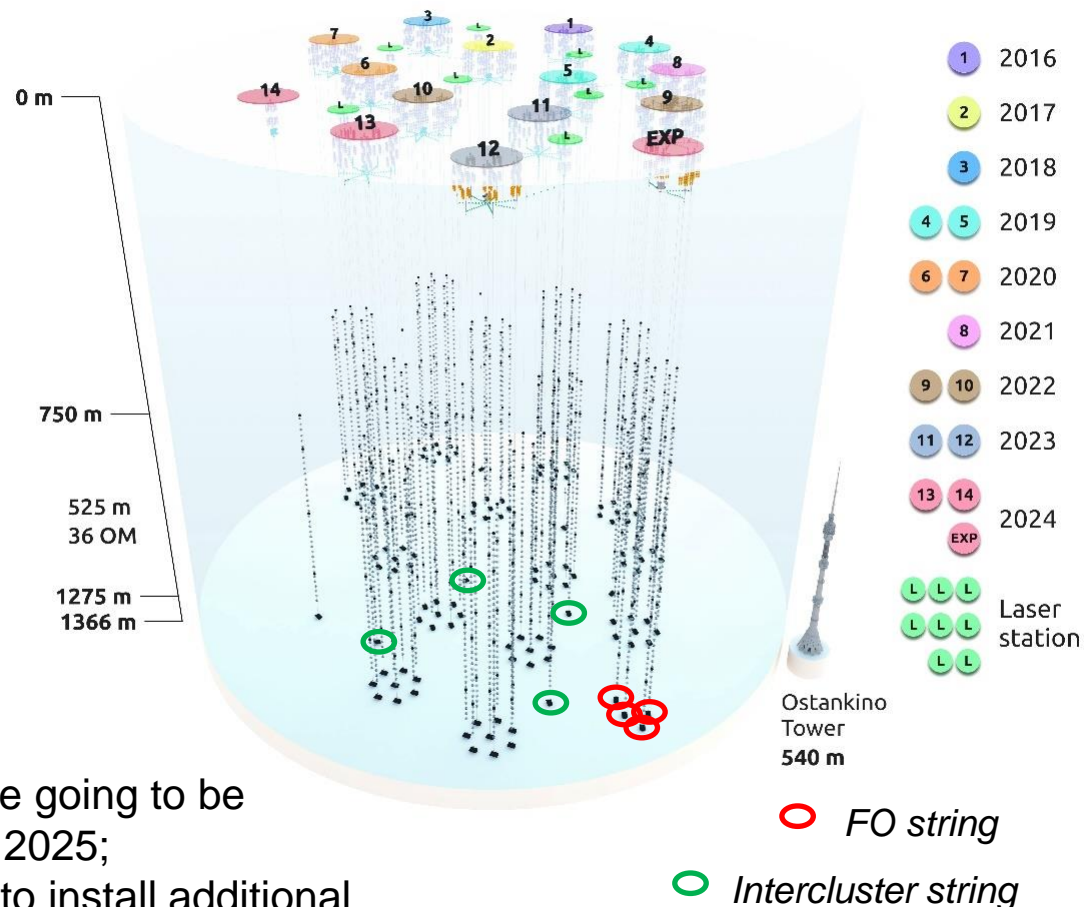 3
1
7
2
4
6
5
8
14
10
9
11
13
12
EXP
L
L
L
L
L
L
L
L
0 m
750 m
525 m
36 OM
1275 m
1366 m
1 2016
2 2017
3 2018
4 5 2019
6 7 2020
8 2021
9 10 2022
11 12 2023
13 14
EXP
2024
L L L
L L L
L L
Laser
station
Ostankino
Tower
540 m
e going to be
2025;
to install additional
FO string
Intercluster string